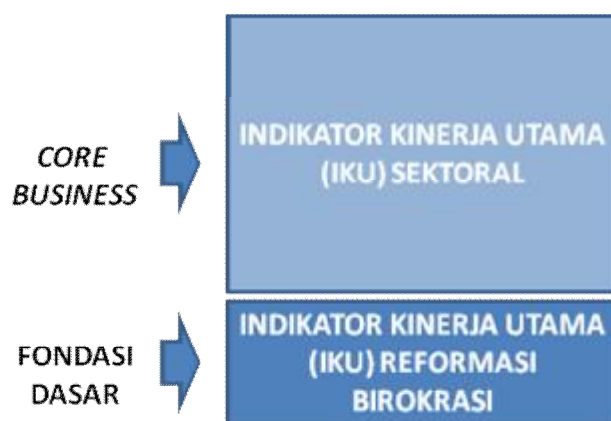 CORE
BUSINESS
INDIKATOR KINERJA UTAMA
(IKU) SEKTORAL
FONDASI
DASAR
INDIKATOR KINERJA UTAMA
(IKU) REFORMASI
BIROKRASI